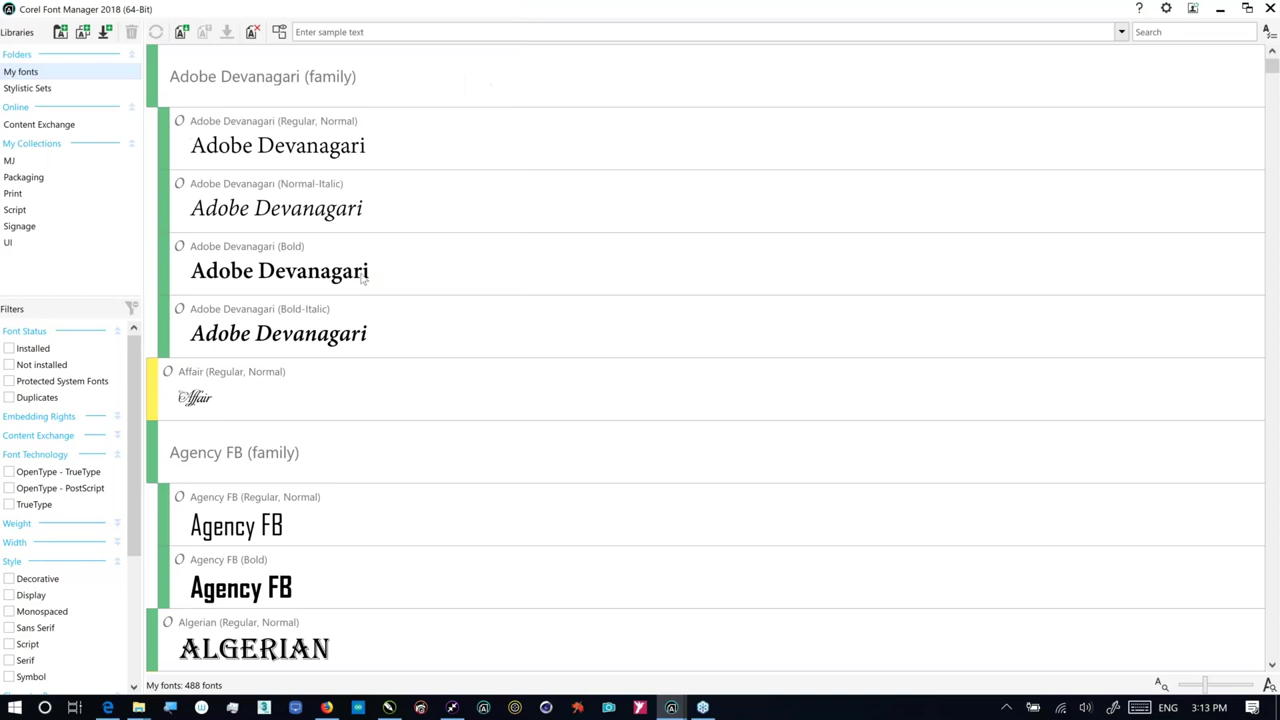 Corel Font Manager 2018 (64-Bit)
Libraries
Enter sample text
Search
Folders
My fonts
Stylistic Sets
Online
Content Exchange
My Collections
MJ
Packaging
Print
Script
Signage
UI
Filters
Font Status
Installed
Not installed
Protected System Fonts
Duplicates
Embedding Rights
Content Exchange
Font Technology
OpenType - TrueType
OpenType - PostScript
TrueType
Weight
Width
Style
Decorative
Display
Monospaced
Sans Serif
Script
Serif
Symbol
Adobe Devanagari (family)
Adobe Devanagari (Regular, Normal)
Adobe Devanagari
Adobe Devanagari (Normal-Italic)
Adobe Devanagari
Adobe Devanagari (Bold)
Adobe Devanagari
Adobe Devanagari (Bold-Italic)
Adobe Devanagari
Affair (Regular, Normal)
Affair
Agency FB (family)
Agency FB (Regular, Normal)
Agency FB
Agency FB (Bold)
Agency FB
Algerian (Regular, Normal)
ALGERIAN
My fonts: 488 fonts
ENG
3:13 PM